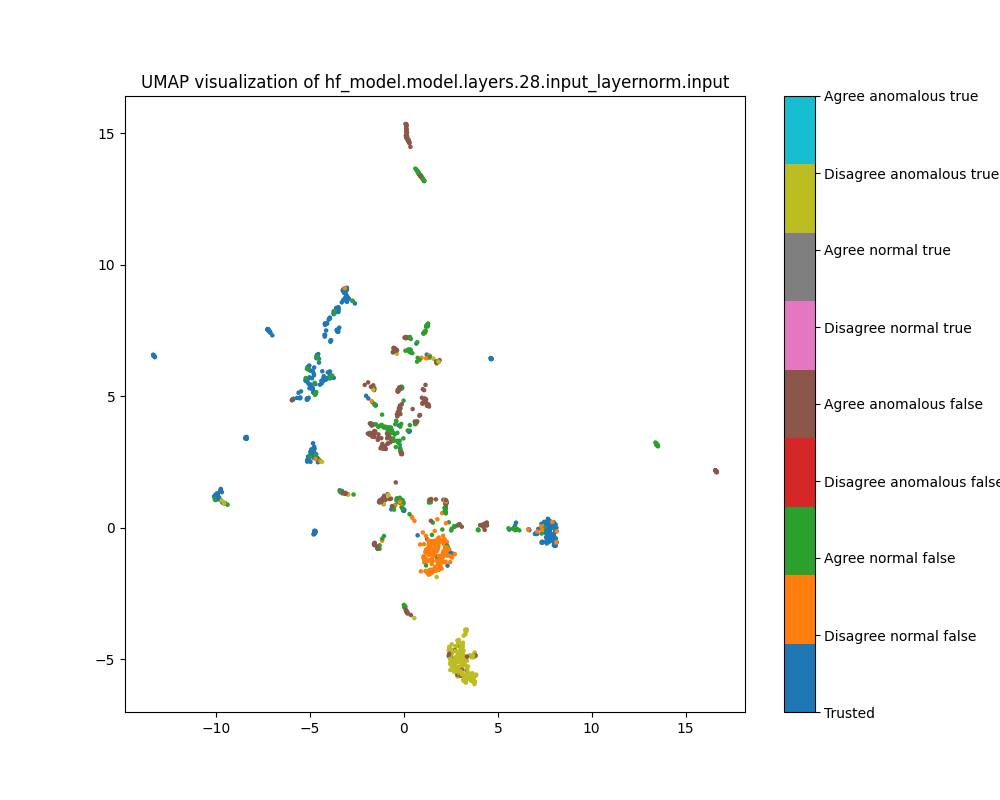 UMAP visualization of hf_model.model.layers.28.input_layernorm.input
15
10
5
0
−5
−10
−5
0
5
10
15
Agree anomalous true
Disagree anomalous true
Agree normal true
Disagree normal true
Agree anomalous false
Disagree anomalous false
Agree normal false
Disagree normal false
Trusted